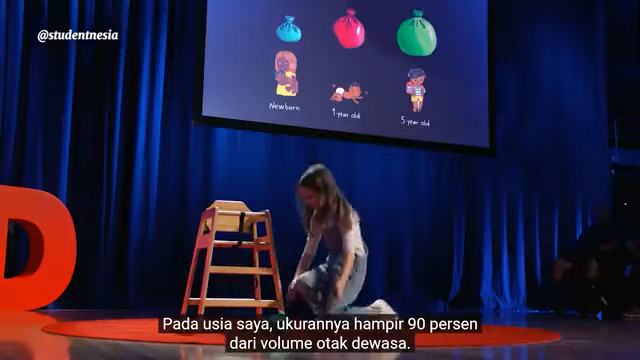 @studentnesia
Newborn
1 year old
5 year old
D
Pada usia saya, ukurannya hampir 90 persen
dari volume otak dewasa.